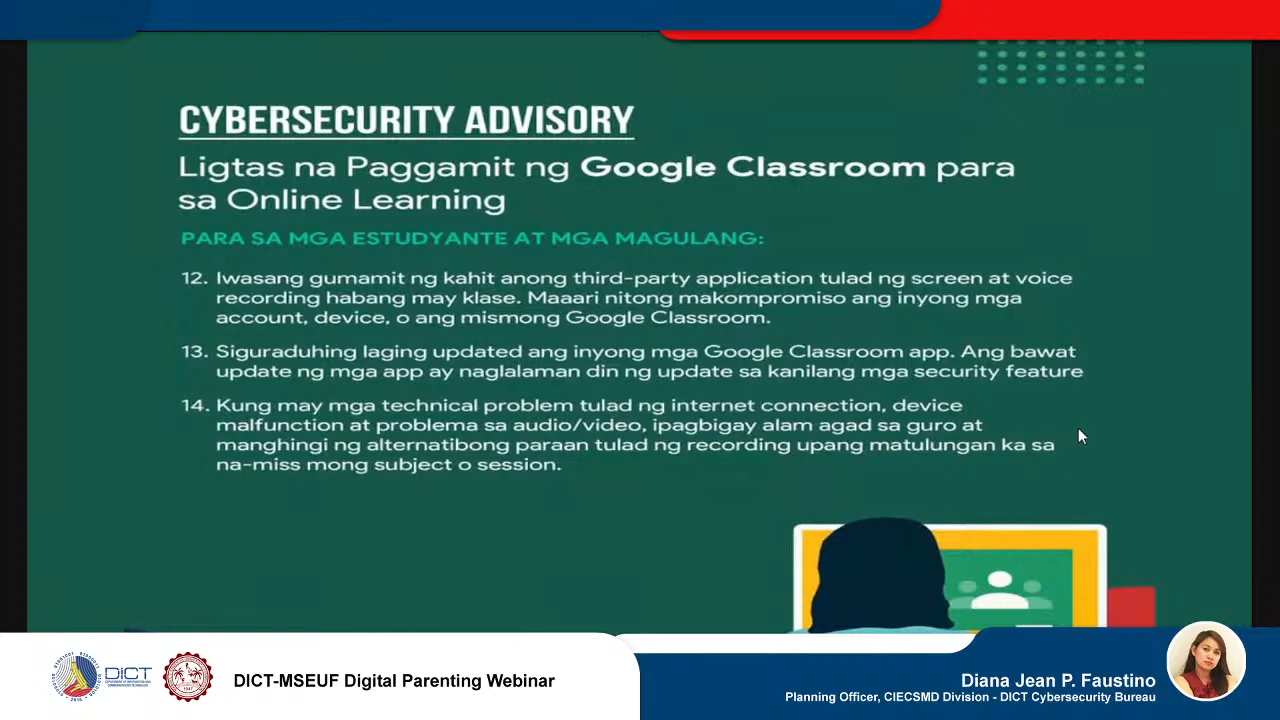 CYBERSECURITY ADVISORY
Ligtas na Paggamit ng Google Classroom para
sa Online Learning
PARA SA MGA ESTUDYANTE AT MGA MAGULANG:
12. Iwasang gumamit ng kahit anong third-party application tulad ng screen at voice
recording habang may klase. Maaari nitong makompromiso ang inyong mga
account, device, o ang mismong Google Classroom.
13. Siguraduhing laging updated ang inyong mga Google Classroom app. Ang bawat
update ng mga app ay naglalaman din ng update sa kanilang mga security feature
14. Kung may mga technical problem tulad ng internet connection, device
malfunction at problema sa audio/video, ipagbigay alam agad sa guro at
manghingi ng alternatibong paraan tulad ng recording upang matulungan ka sa
na-miss mong subject o session.
DICT
DICT-MSEUF Digital Parenting Webinar
Diana Jean P. Faustino
Planning Officer, CIECSMD Division - DICT Cybersecurity Bureau